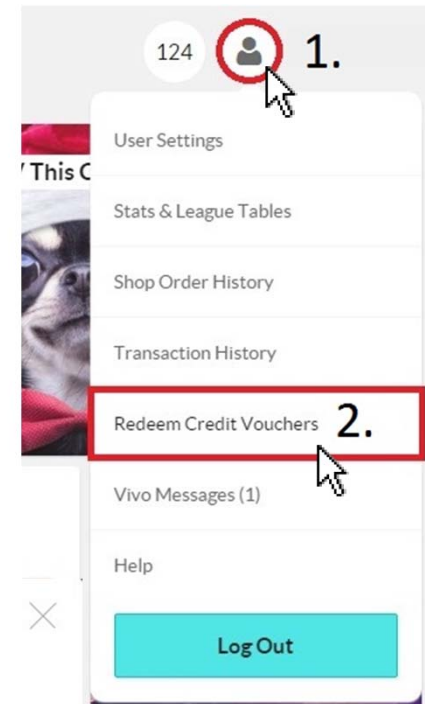 124 1.
User Settings
/ This C
Stats & League Tables
Shop Order History
Transaction History
Redeem Credit Vouchers 2.
Vivo Messages (1)
Help
Log Out